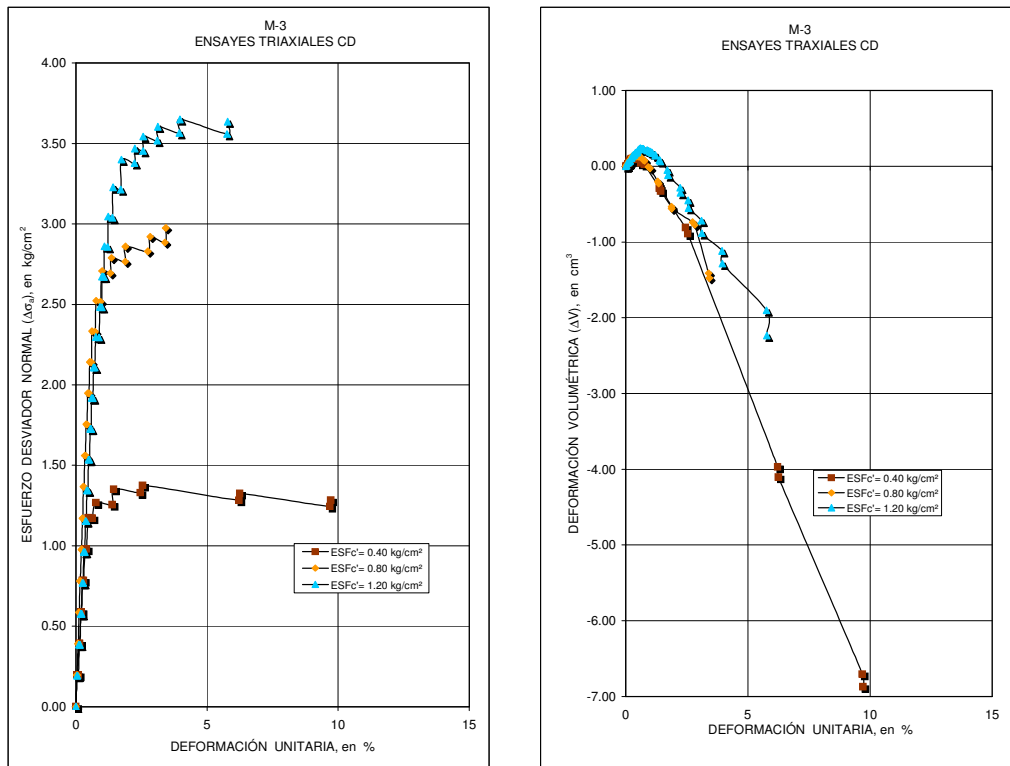 M-3
ENSAYES TRIAXIALES CD
4.00
3.50
3.00
2.50
2.00
1.50
1.00
0.50
0.00
0
5
10
15
ESFUERZO DESVIADOR NORMAL (Δσa), en kg/cm²
DEFORMACIÓN UNITARIA, en %
ESFc'= 0.40 kg/cm²
ESFc'= 0.80 kg/cm²
ESFc'= 1.20 kg/cm²
M-3
ENSAYES TRAXIALES CD
1.00
0.00
-1.00
-2.00
-3.00
-4.00
-5.00
-6.00
-7.00
0
5
10
15
DEFORMACIÓN VOLUMÉTRICA (ΔV), en cm³
DEFORMACIÓN UNITARIA, en %
ESFc'= 0.40 kg/cm²
ESFc'= 0.80 kg/cm²
ESFc'= 1.20 kg/cm²